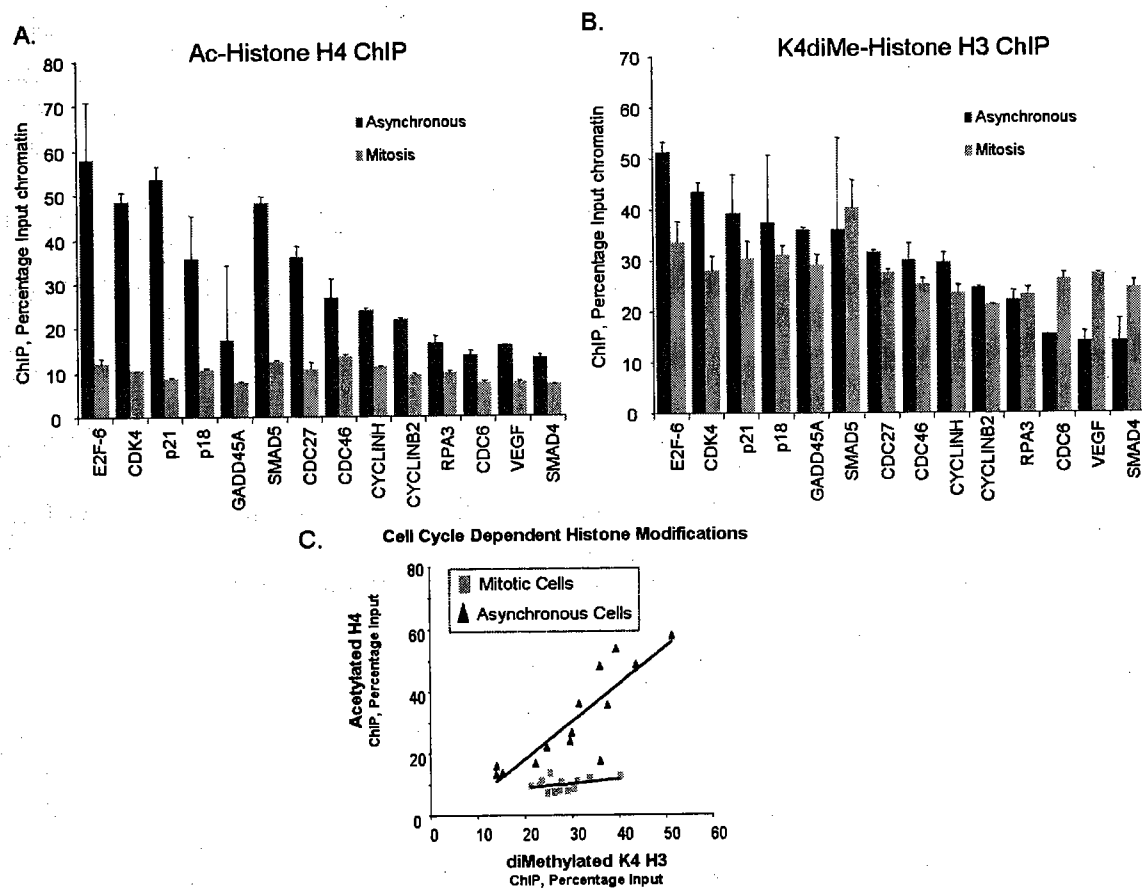 A.
Ac-Histone H4 ChIP
ChIP, Percentage Input chromatin
80
70
60
50
40
30
20
10
0
Asynchronous
Mitosis
E2F-6
CDK4
p21
p18
GADD45A
SMAD5
CDC27
CDC46
CYCLINH
CYCLINB2
RPA3
CDC6
VEGF
SMAD4
B.
K4diMe-Histone H3 ChIP
ChIP, Percentage Input chromatin
70
60
50
40
30
20
10
0
Asynchronous
Mitosis
E2F-6
CDK4
p21
p18
GADD45A
SMAD5
CDC27
CDC46
CYCLINH
CYCLINB2
RPA3
CDC6
VEGF
SMAD4
C.
Cell Cycle Dependent Histone Modifications
Acetylated H4
ChIP, Percentage Input
80
60
40
20
0
Mitotic Cells
Asynchronous Cells
0 10 20 30 40 50 60
diMethylated K4 H3
ChIP, Percentage Input